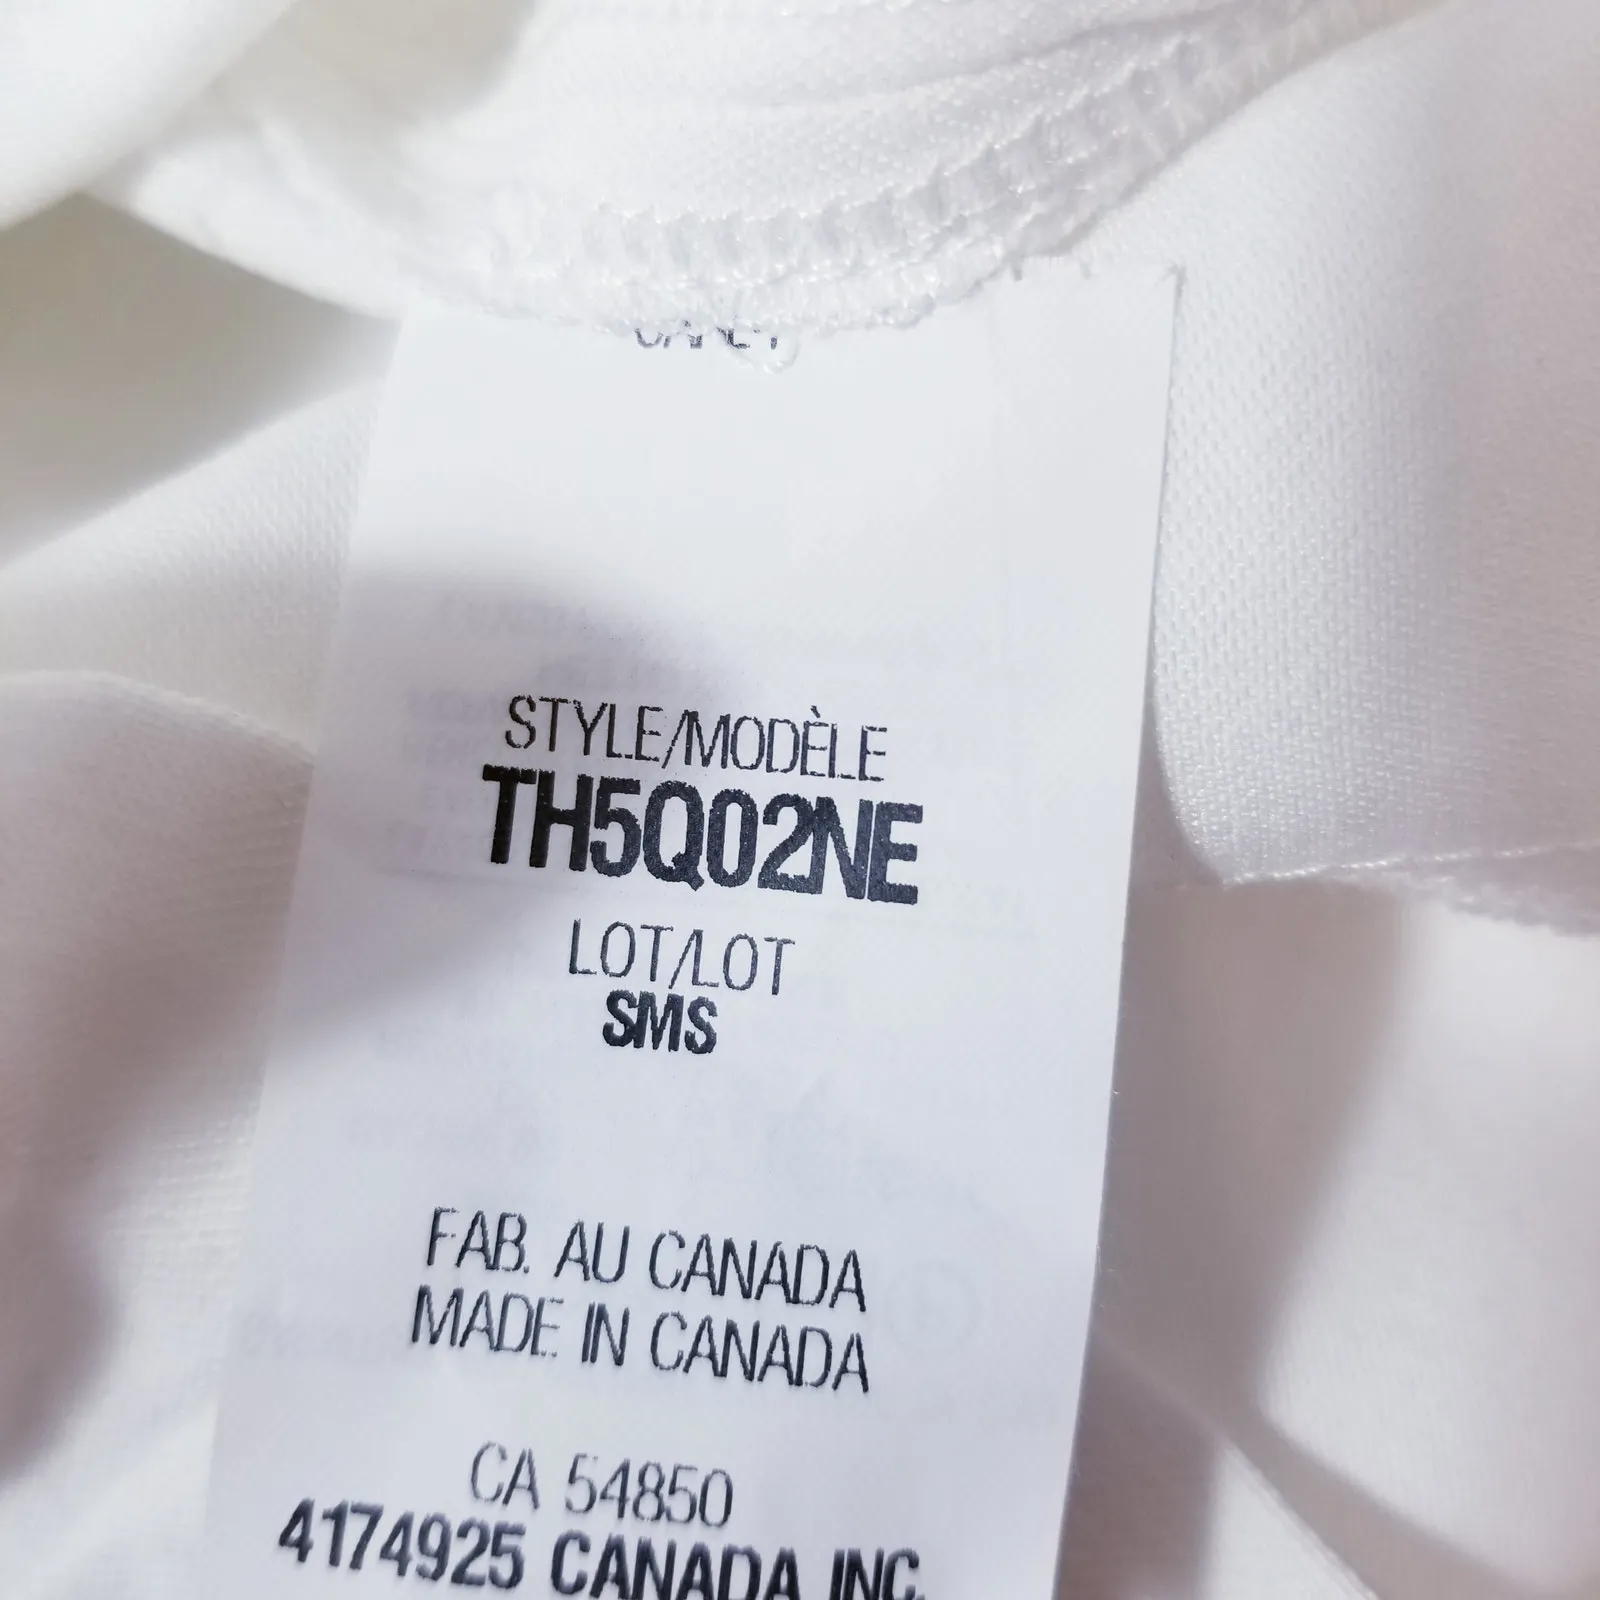 STYLE/MODÈLE
TH5Q02NE
LOT/LOT
SMS
FAB. AU CANADA
MADE IN CANADA
CA 54850
4174925 CANADA INC.